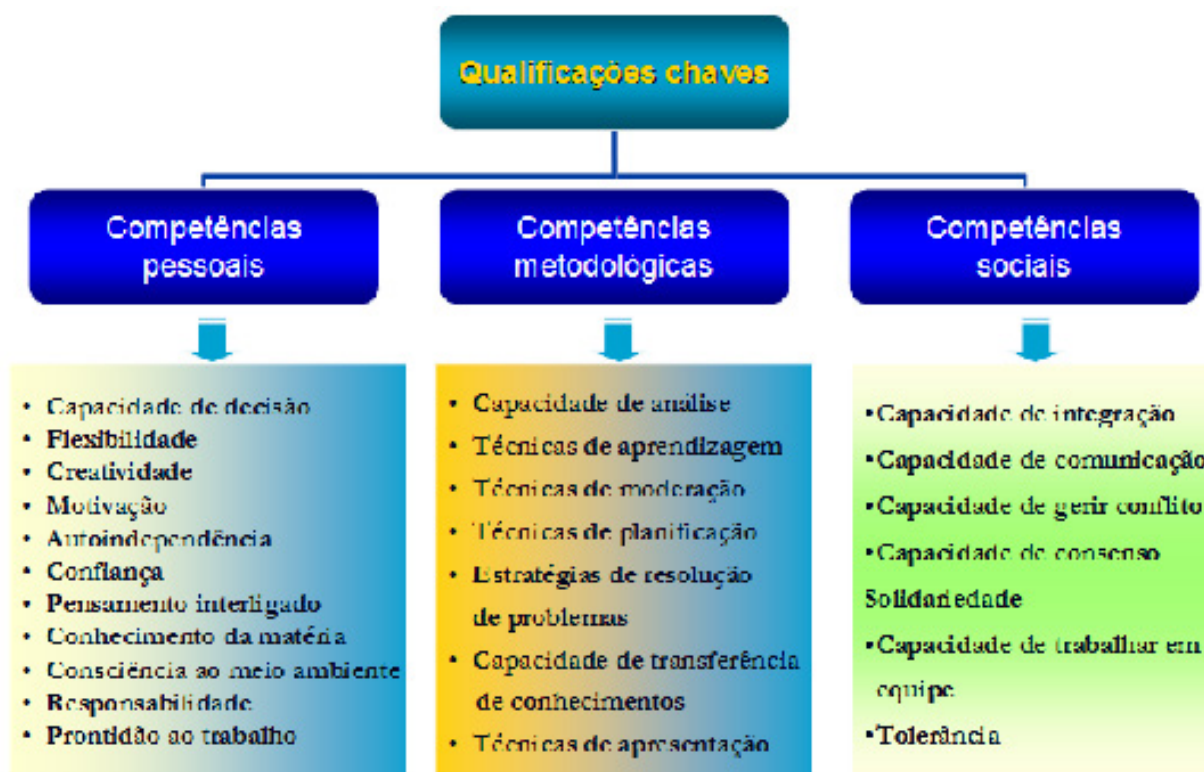 Qualificações chaves
Competências
pessoais
Competências
metodológicas
Competências
sociais
• Capacidade de decisão
• Flexibilidade
• Creatividade
• Motivação
• Autoindependência
• Confiança
• Pensamento interligado
• Conhecimento da matéria
• Consciência ao meio ambiente
• Responsabilidade
• Prontidão ao trabalho
• Capacidade de análise
• Técnicas de aprendizagem
• Técnicas de moderação
• Técnicas de planificação
• Estratégias de resolução
de problemas
• Capacidade de transferência
de conhecimentos
• Técnicas de apresentação
•Capacidade de integração
•Capacidade de comunicação
•Capacidade de gerir conflito
•Capacidade de consenso
Solidariedade
•Capacidade de trabalhar em
equipe
•Tolerância